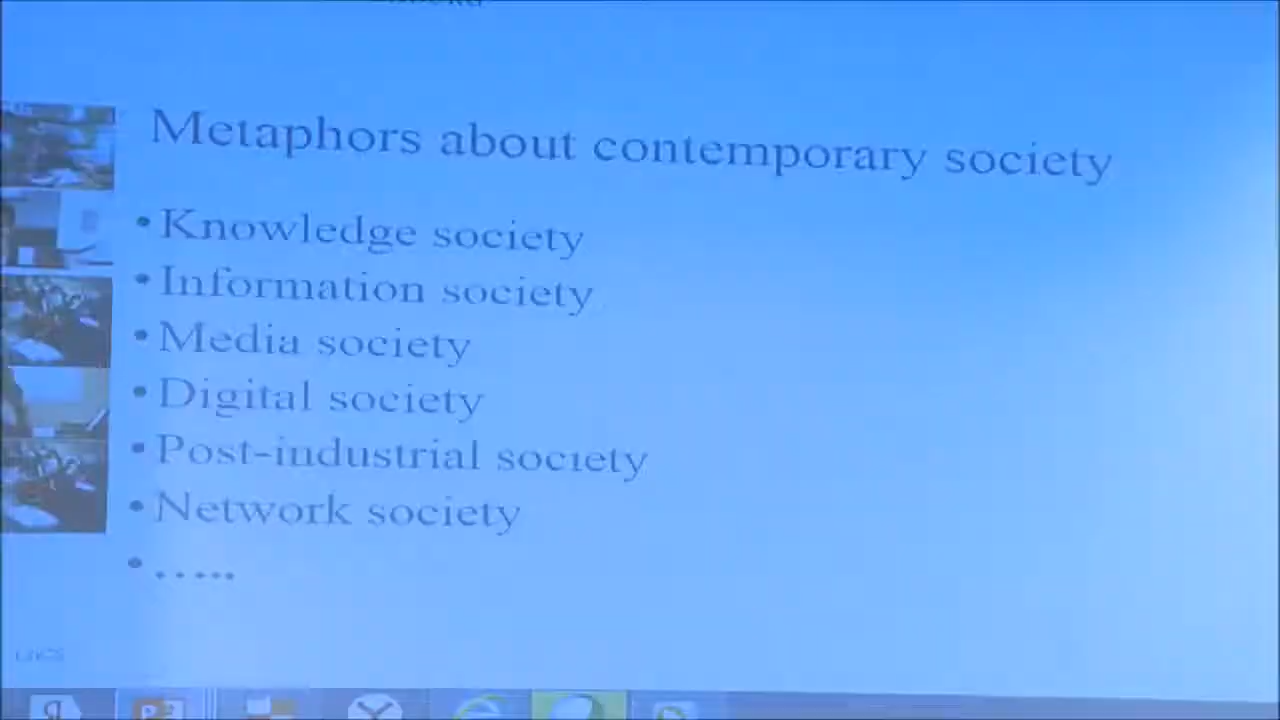 Metaphors about contemporary society
•Knowledge society
•Information society
•Media society
•Digital society
•Post-industrial society
•Network society
•.....